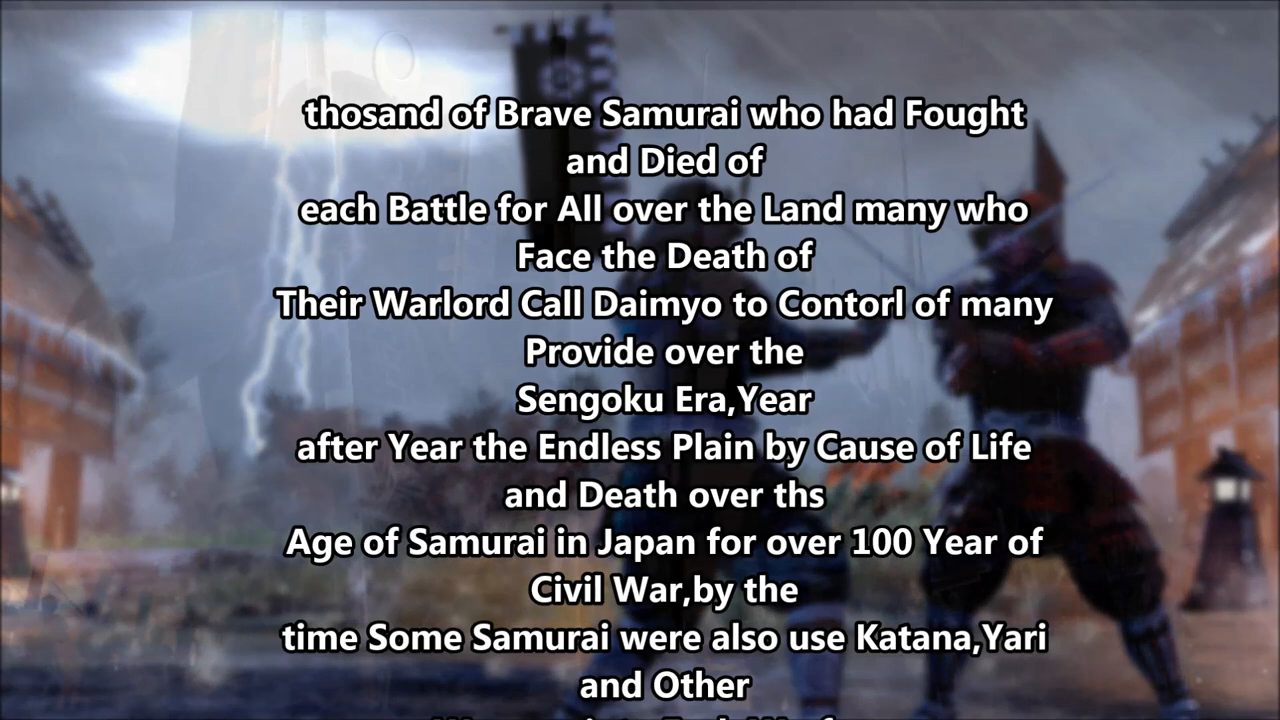 thosand of Brave Samurai who had Fought
and Died of
each Battle for All over the Land many who
Face the Death of
Their Warlord Call Daimyo to Contorl of many
Provide over the
Sengoku Era,Year
after Year the Endless Plain by Cause of Life
and Death over ths
Age of Samurai in Japan for over 100 Year of
Civil War,by the
time Some Samurai were also use Katana,Yari
and Other